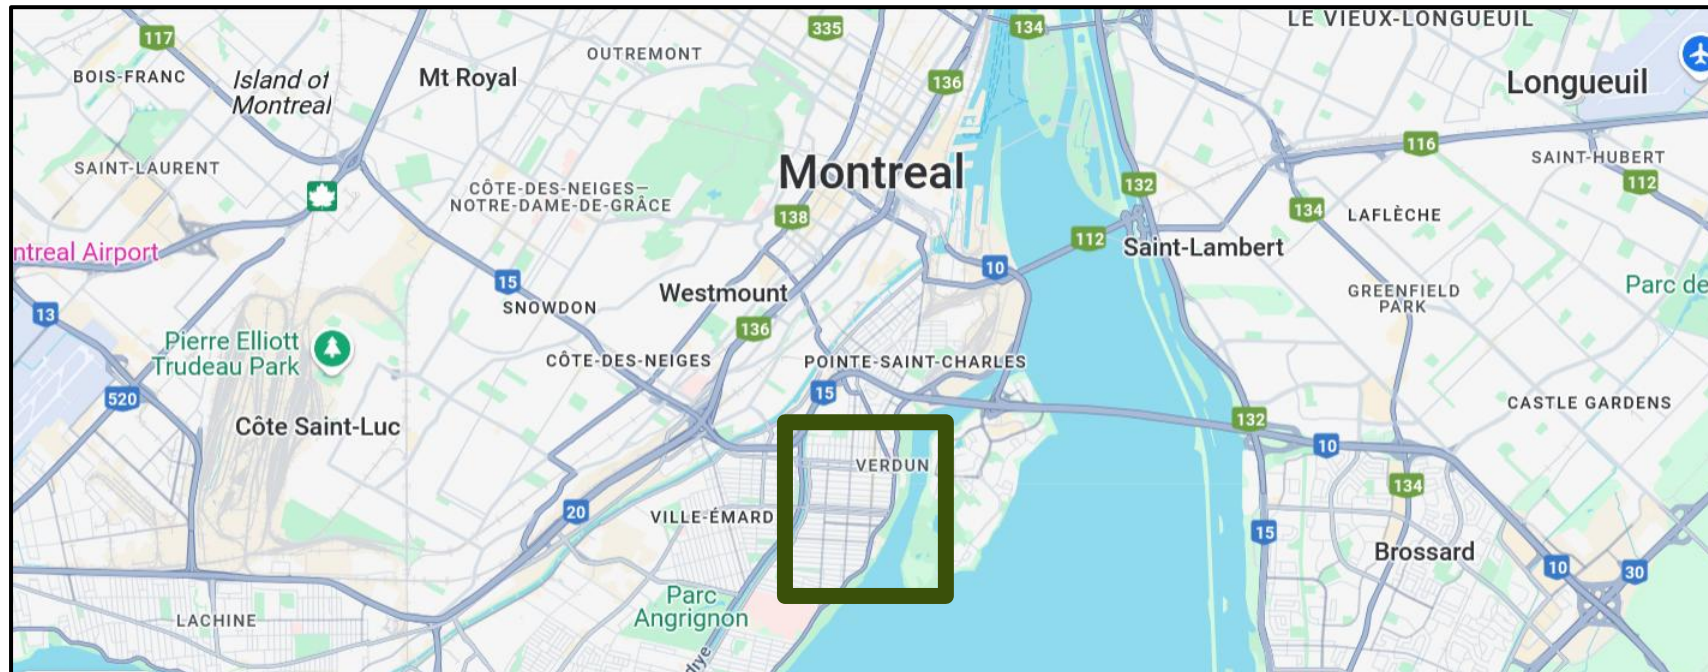 LE VIEUX-LONGUEUIL
117
335
134
OUTREMONT
BOIS-FRANC
Island of
Montreal
Mt Royal
136
Longueuil
116
SAINT-LAURENT
SAINT-HUBERT
Montreal
CÔTE-DES-NEIGES—
NOTRE-DAME-DE-GRÂCE
132
112
138
134
LAFLÈCHE
ntreal Airport
112
Saint-Lambert
10
15
Westmount
GREENFIELD
PARK
Parc de
13
SNOWDON
136
Pierre Elliott
Trudeau Park
CÔTE-DES-NEIGES
POINTE-SAINT-CHARLES
520
15
CASTLE GARDENS
Côte Saint-Luc
132
10
VERDUN
134
20
VILLE-ÉMARD
15
Brossard
10
30
Parc
Angrignon
LACHINE